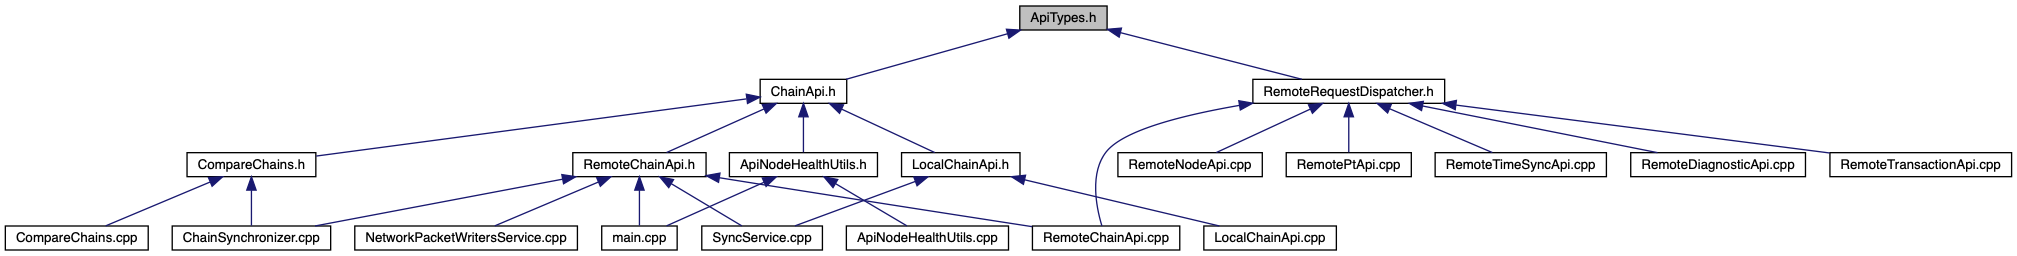 ApiTypes.h
ChainApi.h
RemoteRequestDispatcher.h
CompareChains.h
RemoteChainApi.h
ApiNodeHealthUtils.h
LocalChainApi.h
RemoteNodeApi.cpp
RemotePtApi.cpp
RemoteTimeSyncApi.cpp
RemoteDiagnosticApi.cpp
RemoteTransactionApi.cpp
CompareChains.cpp
ChainSynchronizer.cpp
NetworkPacketWritersService.cpp
main.cpp
SyncService.cpp
ApiNodeHealthUtils.cpp
RemoteChainApi.cpp
LocalChainApi.cpp